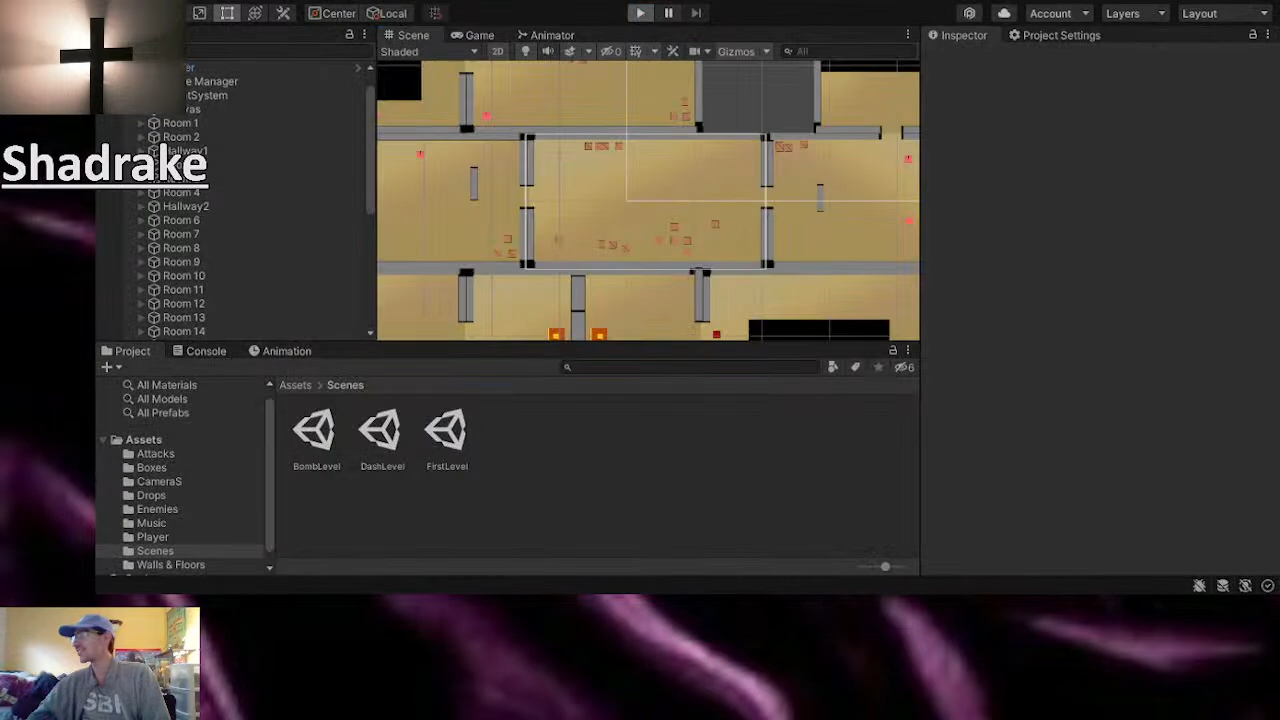 Center
Local
Account
Layers
Layout
Scene
Game
Animator
Inspector
Project Settings
Shaded
2D
0
Gizmos
All
Room 1
Room 2
Shadrake
Room 4
Hallway2
Room 6
Room 7
Room 8
Room 9
Room 10
Room 11
Room 12
Room 13
Room 14
Project
Console
Animation
6
All Materials
All Models
All Prefabs
Assets > Scenes
Assets
Attacks
Boxes
CameraS
Drops
Enemies
Music
Player
Scenes
Walls & Floors
BombLevel
DashLevel
FirstLevel